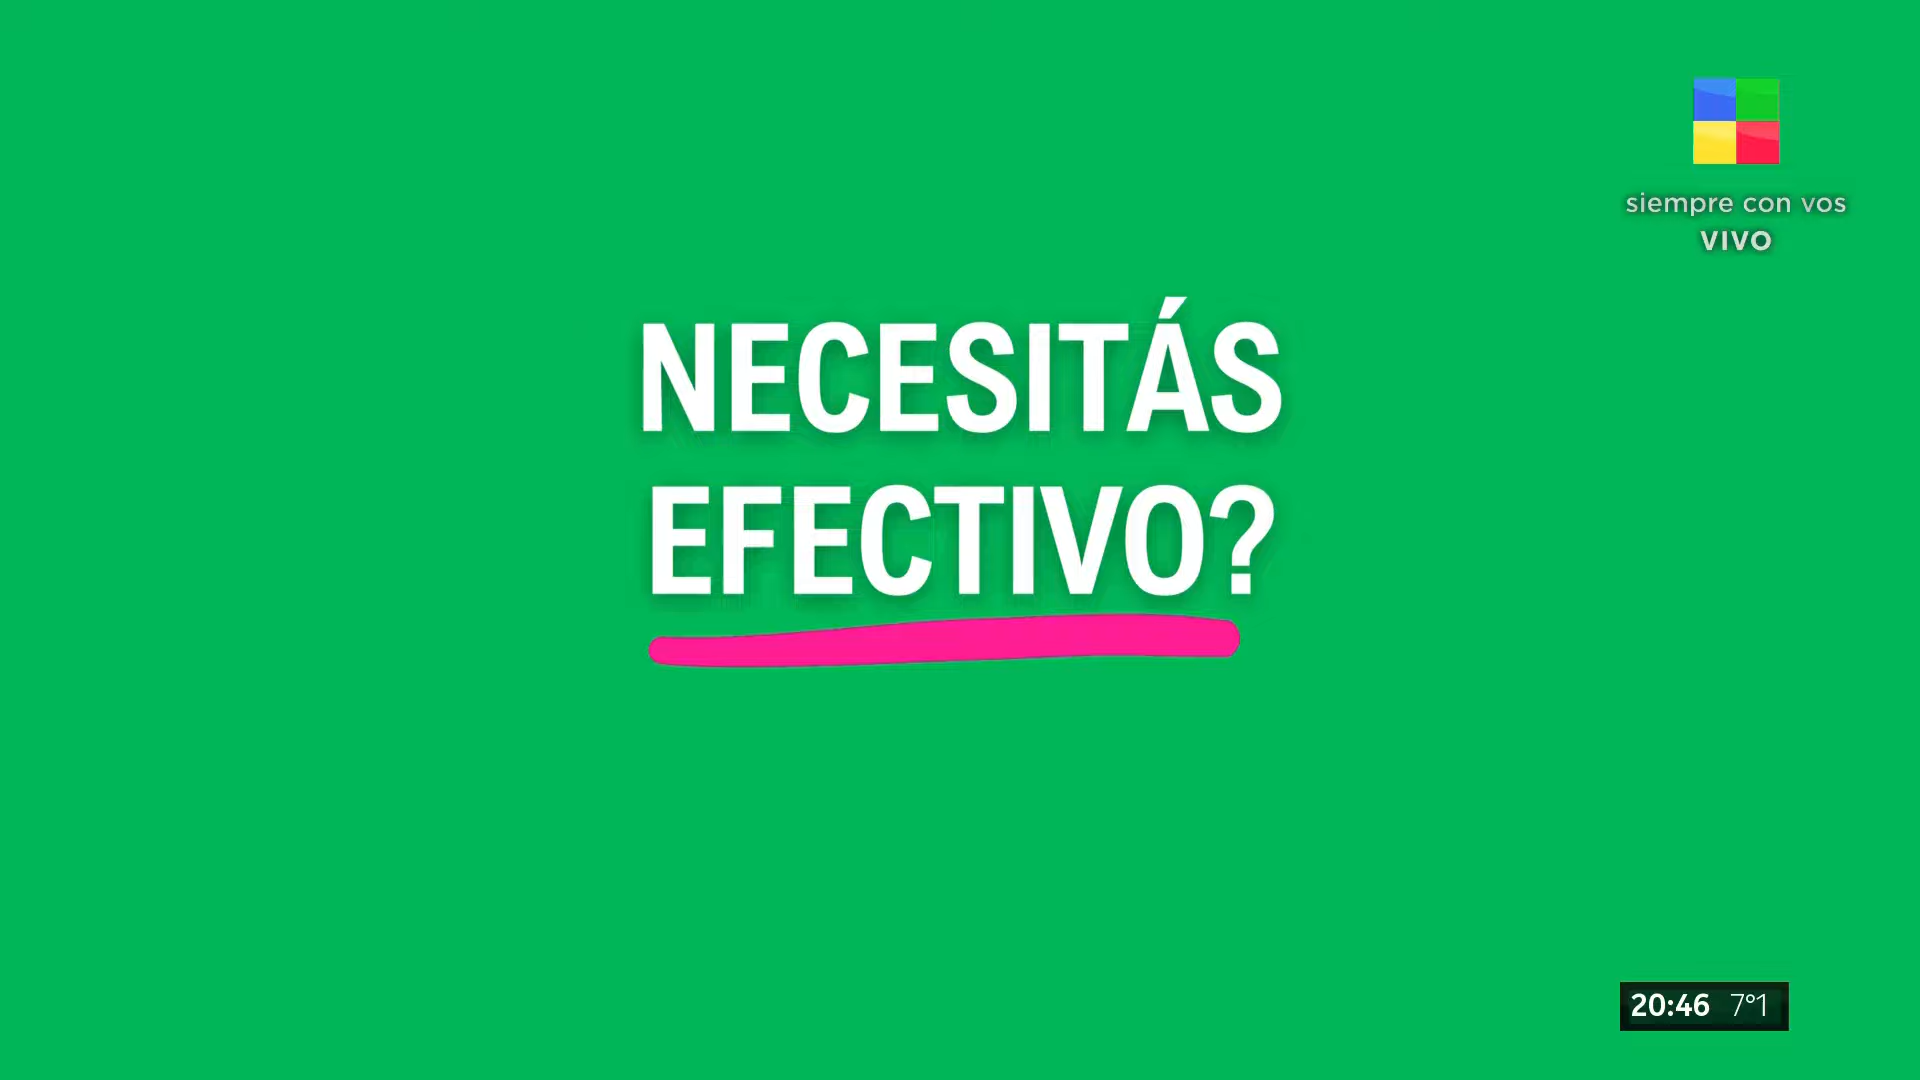 siempre con vos
VIVO
NECESITÁS
EFECTIVO?
20:46 7°1